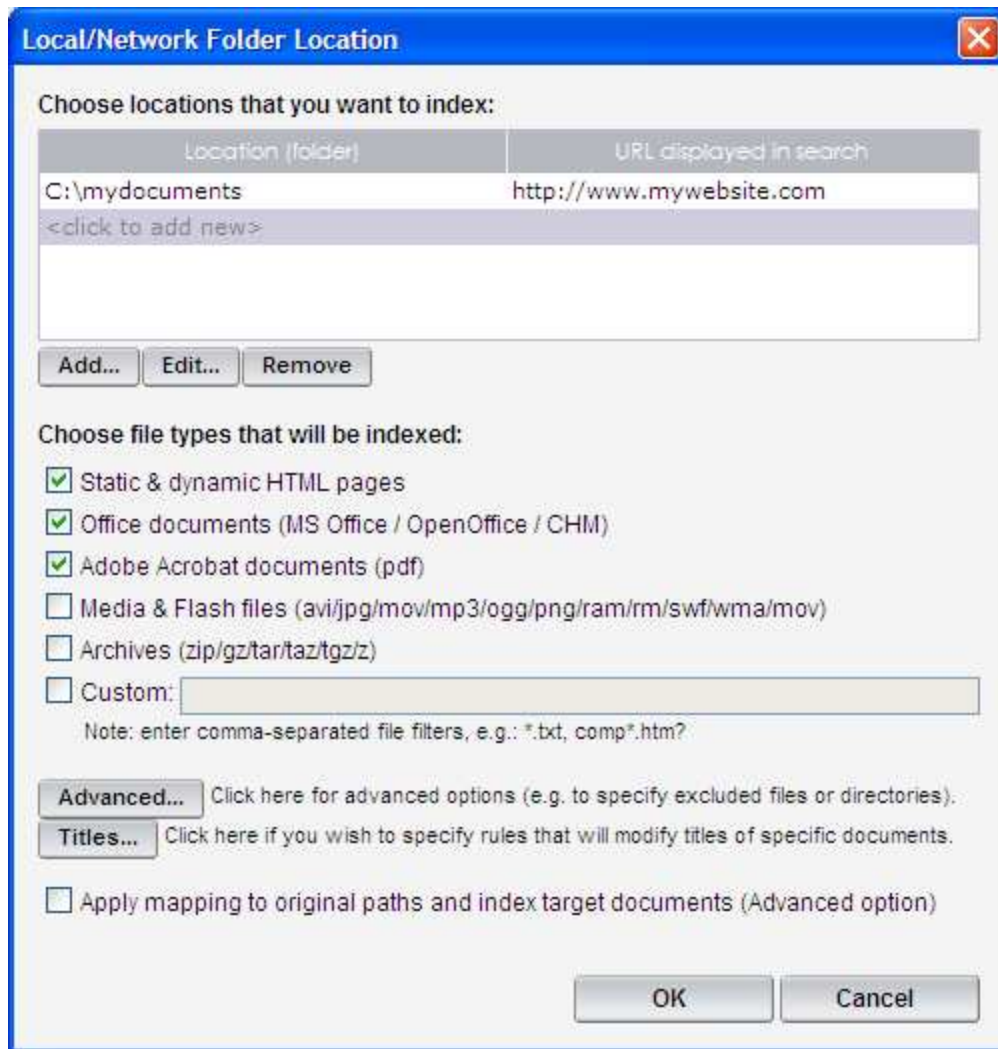 Local/Network Folder Location
Choose locations that you want to index:
Location (folder) URL displayed in search
C:\mydocuments http://www.mywebsite.com
<click to add new>
Add... Edit... Remove
Choose file types that will be indexed:
Static & dynamic HTML pages
Office documents (MS Office / OpenOffice / CHM)
Adobe Acrobat documents (pdf)
Media & Flash files (avi/jpg/mov/mp3/ogg/png/ram/rm/swf/wma/mov)
Archives (zip/gz/tar/taz/tgz/z)
Custom:
Note: enter comma-separated file filters, e.g.: *.txt, comp*.htm?
Advanced... Click here for advanced options (e.g. to specify excluded files or directories).
Titles... Click here if you wish to specify rules that will modify titles of specific documents.
Apply mapping to original paths and index target documents (Advanced option)
OK Cancel